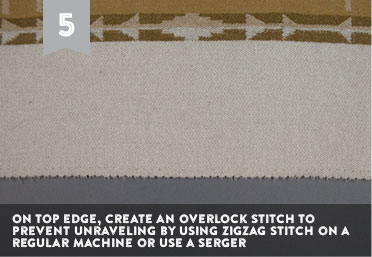 5
ON TOP EDGE, CREATE AN OVERLOCK STITCH TO
PREVENT UNRAVELING BY USING ZIGZAG STITCH ON A
REGULAR MACHINE OR USE A SERGER